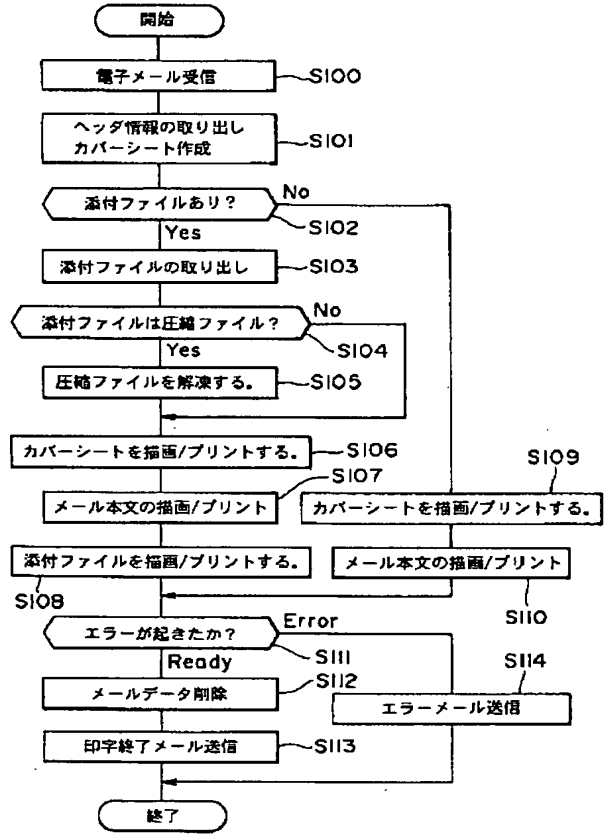 開始
電子メール受信
S100
ヘッダ情報の取り出し
カバーシート作成
S101
添付ファイルあり？
No
S102
Yes
添付ファイルの取り出し
S103
添付ファイルは圧縮ファイル？
No
S104
Yes
圧縮ファイルを解凍する。
S105
カバーシートを描画/プリントする。
S106
S107
メール本文の描画/プリント
S109
カバーシートを描画/プリントする。
添付ファイルを描画/プリントする。
S108
メール本文の描画/プリント
S110
エラーが起きたか？
Error
S111
Ready
S112
メールデータ削除
S114
エラーメール送信
印字終了メール送信
S113
終了